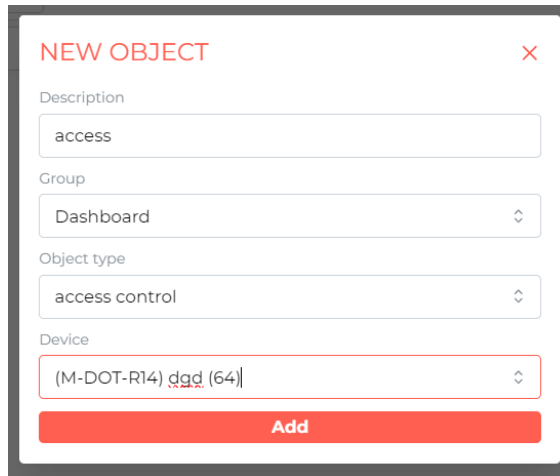 NEW OBJECT
Description
access
Group
Dashboard
Object type
access control
Device
(M-DOT-R14) dgd (64)
Add